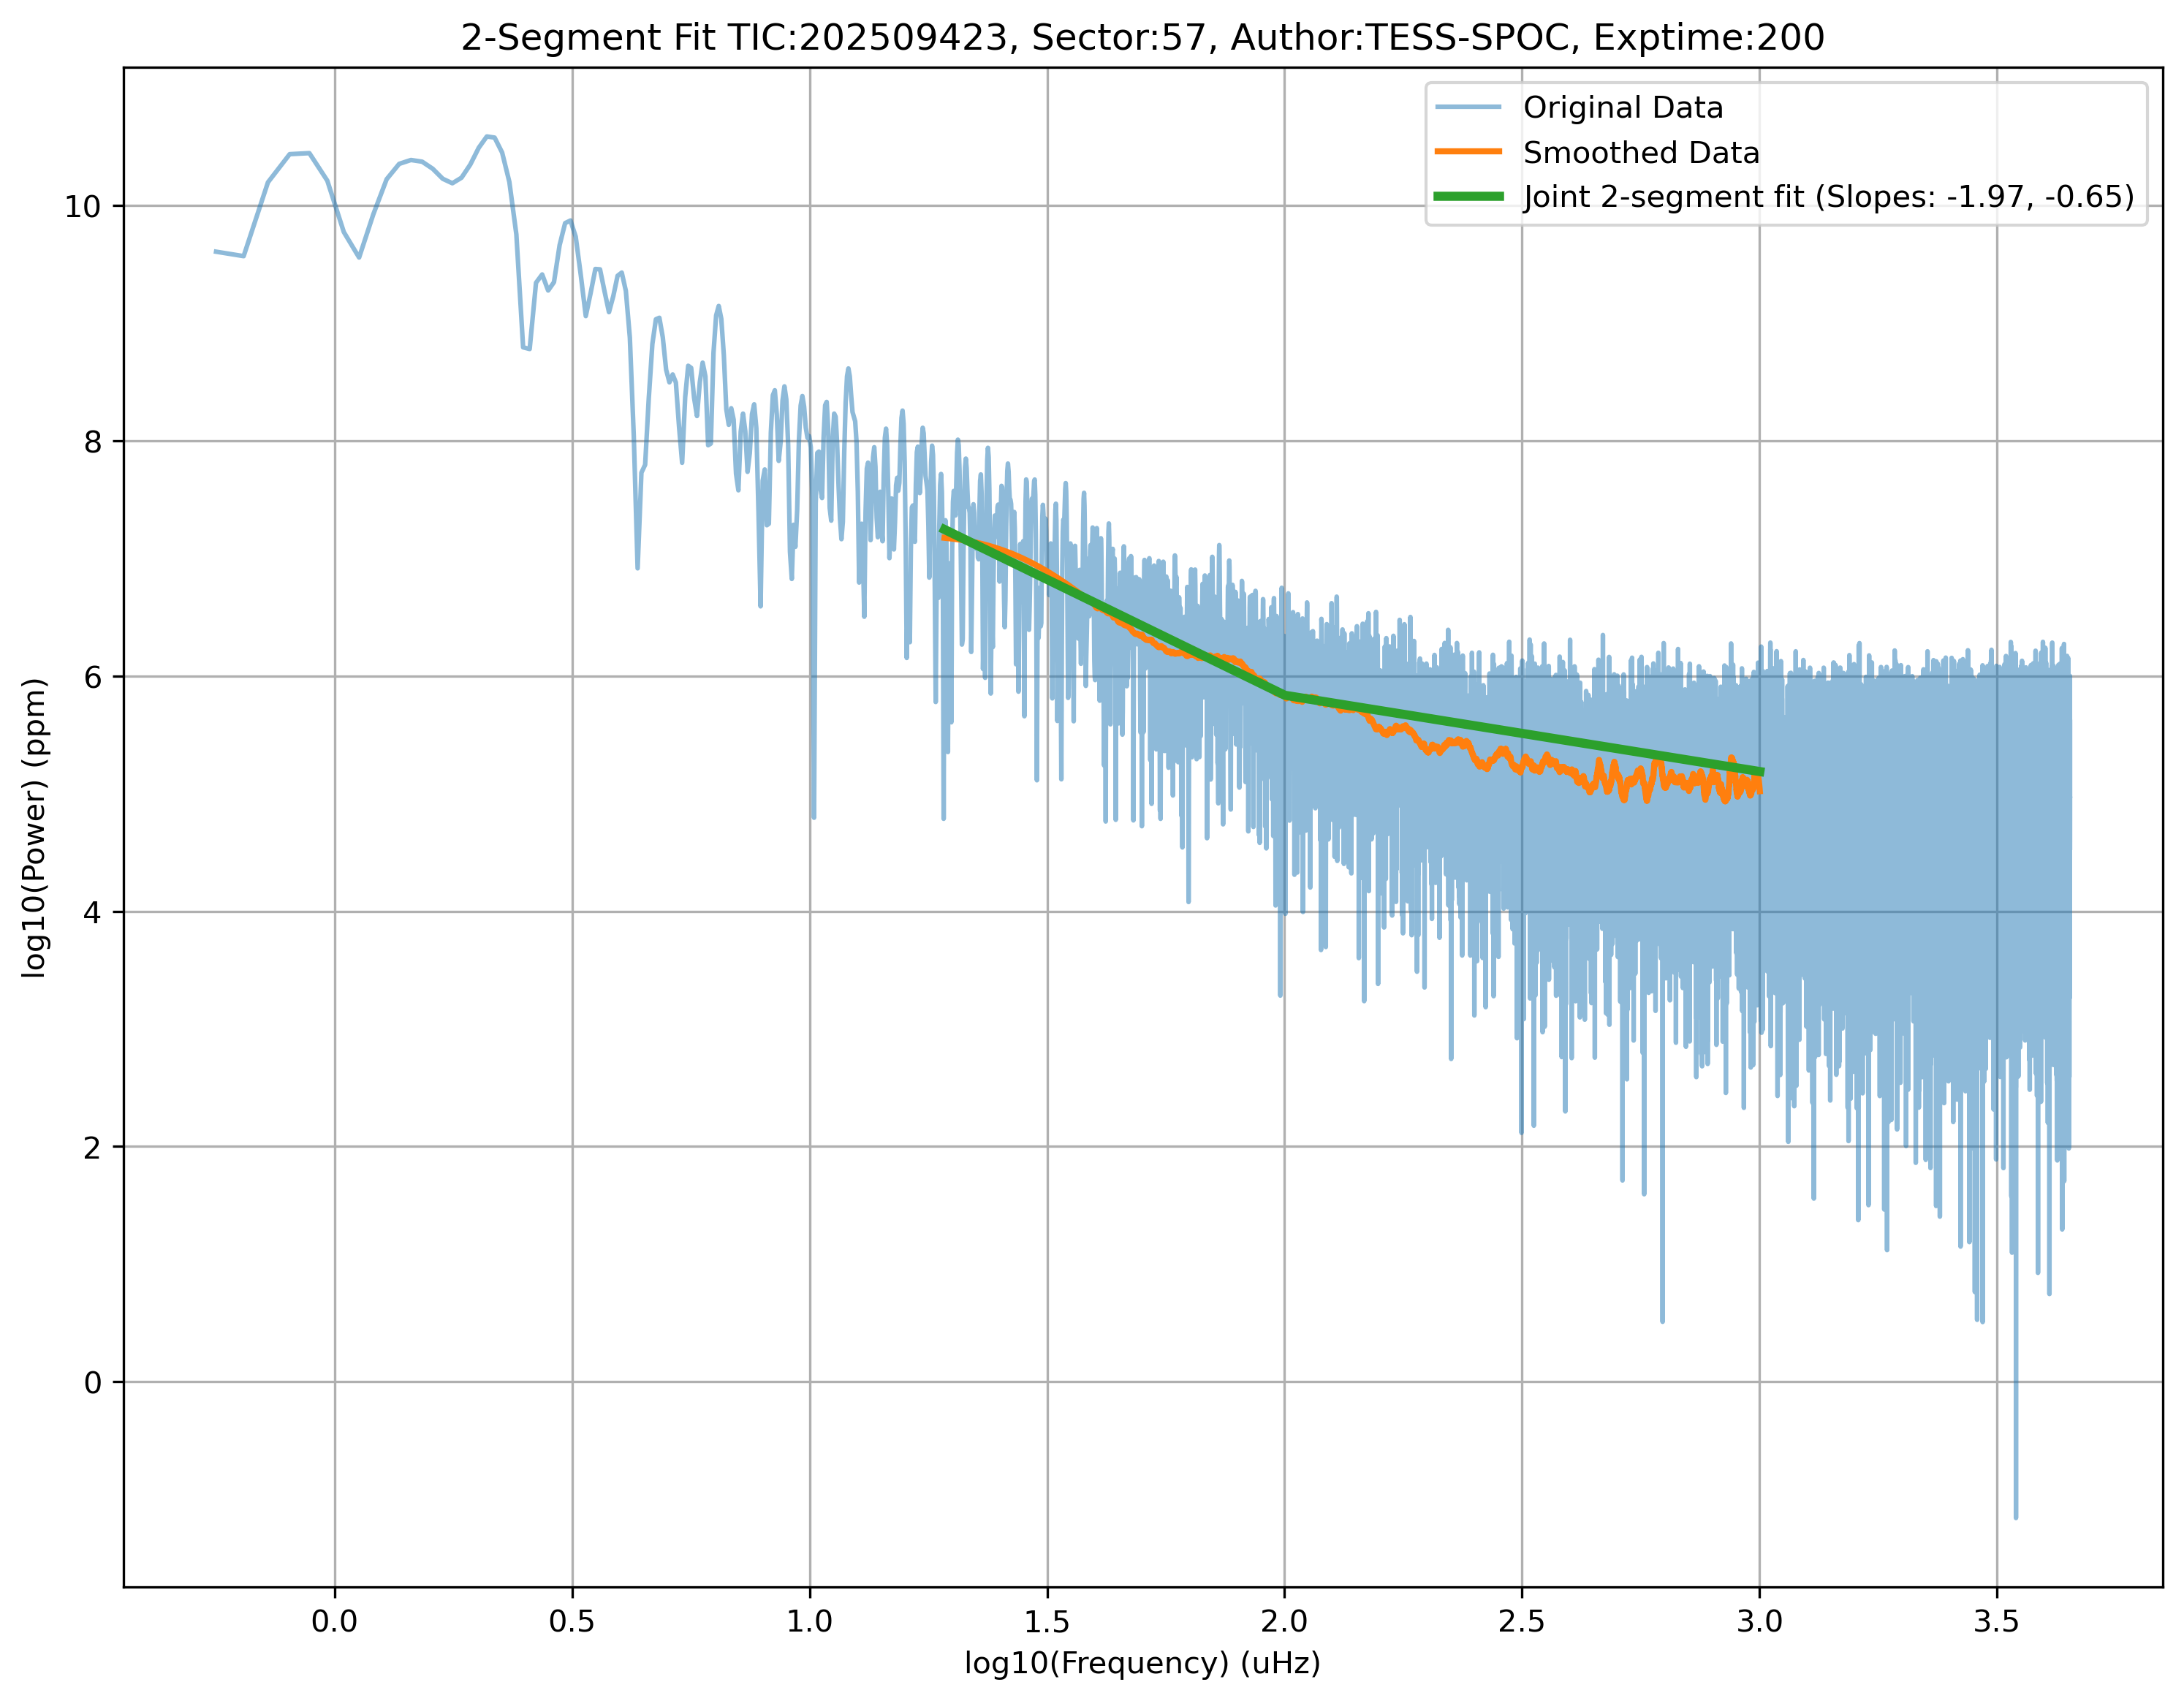 2-Segment Fit TIC:202509423, Sector:57, Author:TESS-SPOC, Exptime:200
Original Data
Smoothed Data
Joint 2-segment fit (Slopes: -1.97, -0.65)
log10(Power) (ppm)
10
8
6
4
2
0
0.0 0.5 1.0 1.5 2.0 2.5 3.0 3.5
log10(Frequency) (uHz)